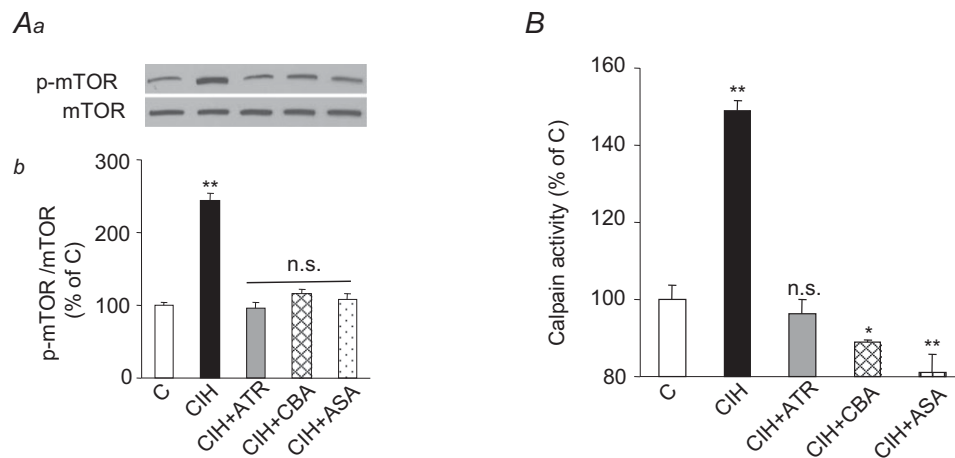 Aa
p-mTOR
mTOR
b
300
200
100
0
p-mTOR /mTOR
(% of C)
**
n.s.
C
CIH
CIH+ATR
CIH+CBA
CIH+ASA
B
160
140
120
100
80
Calpain activity (% of C)
**
n.s.
*
**
C
CIH
CIH+ATR
CIH+CBA
CIH+ASA